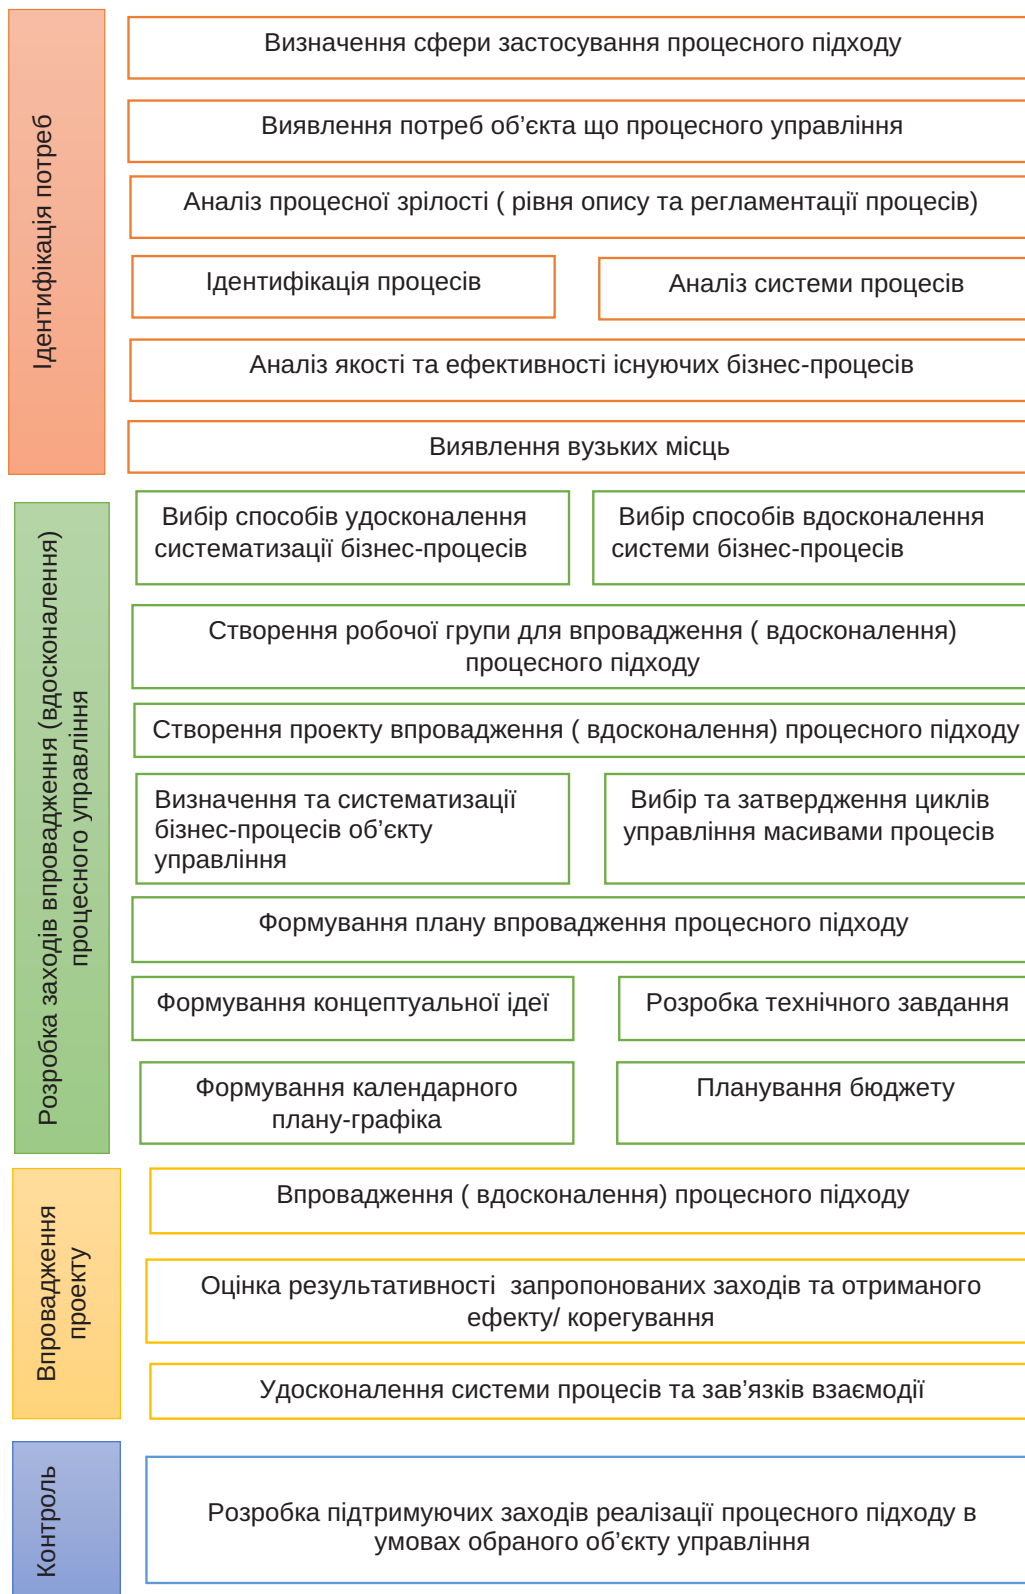 Ідентифікація потреб
Визначення сфери застосування процесного підходу
Виявлення потреб об’єкта що процесного управління
Аналіз процесної зрілості ( рівня опису та регламентації процесів)
Ідентифікація процесів
Аналіз системи процесів
Аналіз якості та ефективності існуючих бізнес-процесів
Виявлення вузьких місць
Розробка заходів впровадження (вдосконалення)
процесного управління
Вибір способів удосконалення
систематизації бізнес-процесів
Вибір способів вдосконалення
системи бізнес-процесів
Створення робочої групи для впровадження ( вдосконалення)
процесного підходу
Створення проекту впровадження ( вдосконалення) процесного підходу
Визначення та систематизації
бізнес-процесів об’єкту
управління
Вибір та затвердження циклів
управління масивами процесів
Формування плану впровадження процесного підходу
Формування концептуальної ідеї
Розробка технічного завдання
Формування календарного
плану-графіка
Планування бюджету
Впровадження
проекту
Впровадження ( вдосконалення) процесного підходу
Оцінка результативності запропонованих заходів та отриманого
ефекту/ корегування
Удосконалення системи процесів та зав’язків взаємодії
Контроль
Розробка підтримуючих заходів реалізації процесного підходу в
умовах обраного об’єкту управління